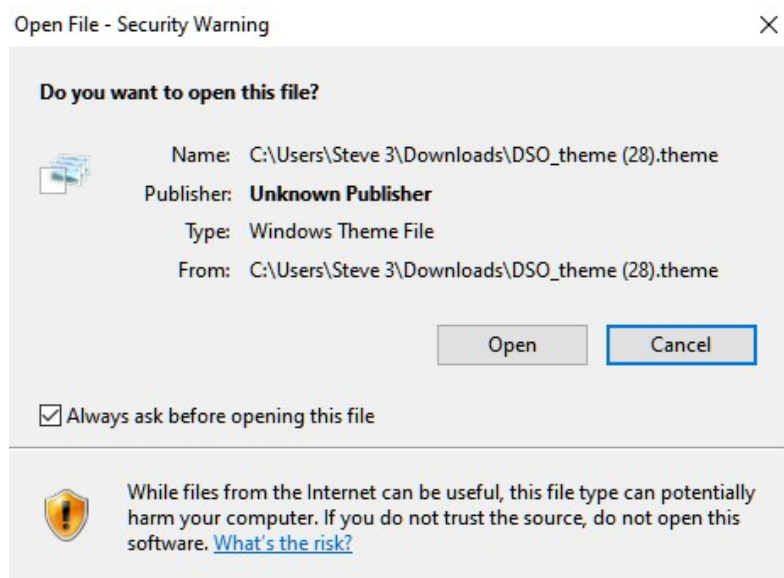 Open File - Security Warning
Do you want to open this file?
Name: C:\Users\Steve 3\Downloads\DSO_theme (28).theme
Publisher: Unknown Publisher
Type: Windows Theme File
From: C:\Users\Steve 3\Downloads\DSO_theme (28).theme
Open Cancel
Always ask before opening this file
While files from the Internet can be useful, this file type can potentially
harm your computer. If you do not trust the source, do not open this
software. What's the risk?